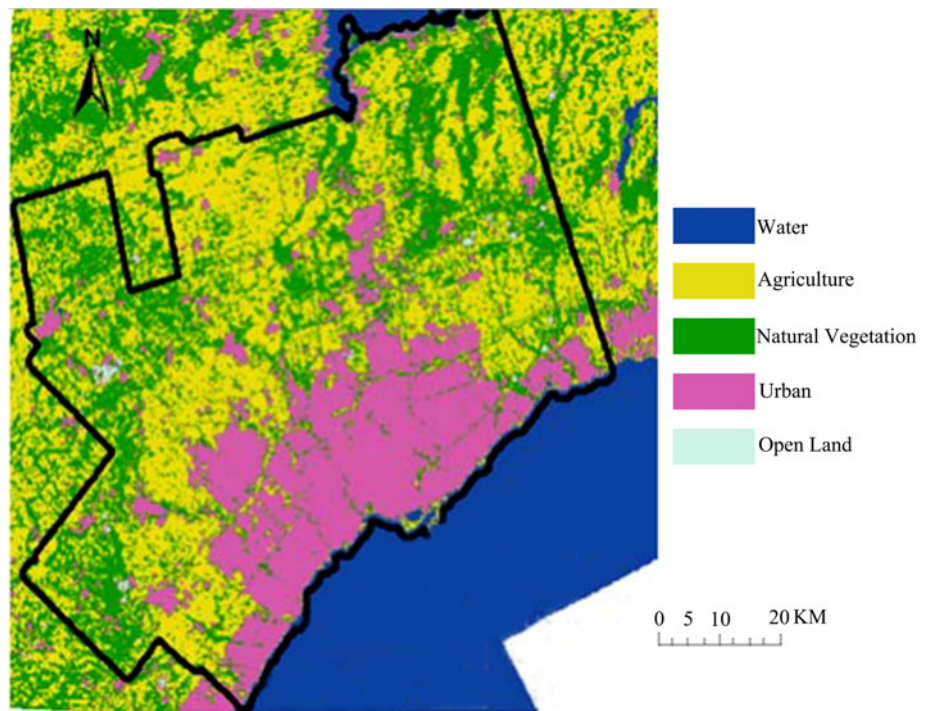 N
Water
Agriculture
Natural Vegetation
Urban
Open Land
0 5 10 20 KM